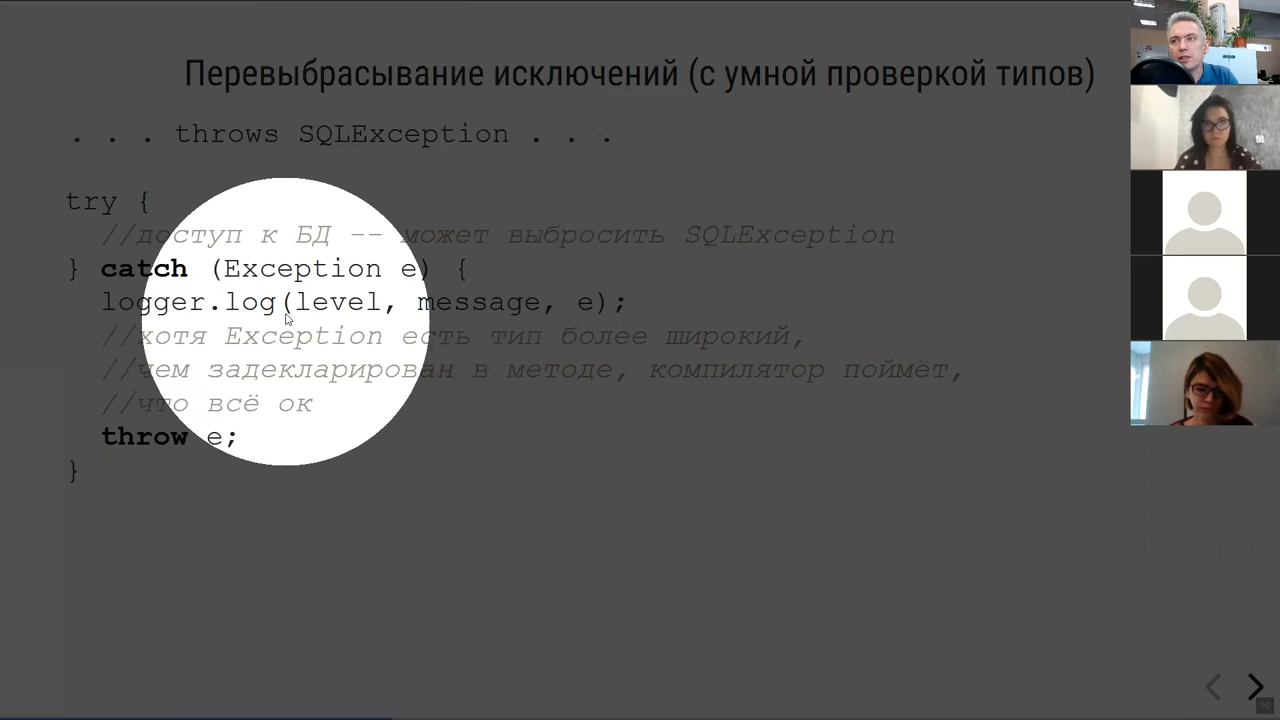 Перевыбрасывание исключений (с умной проверкой типов)
. . . throws SQLException . . .
try {
//доступ к БД -- может выбросить SQLException
} catch (Exception e) {
logger.log(level, message, e);
//хотя Exception есть тип более широкий,
//чем задекларирован в методе, компилятор поймёт,
//что всё ок
throw e;
}
16